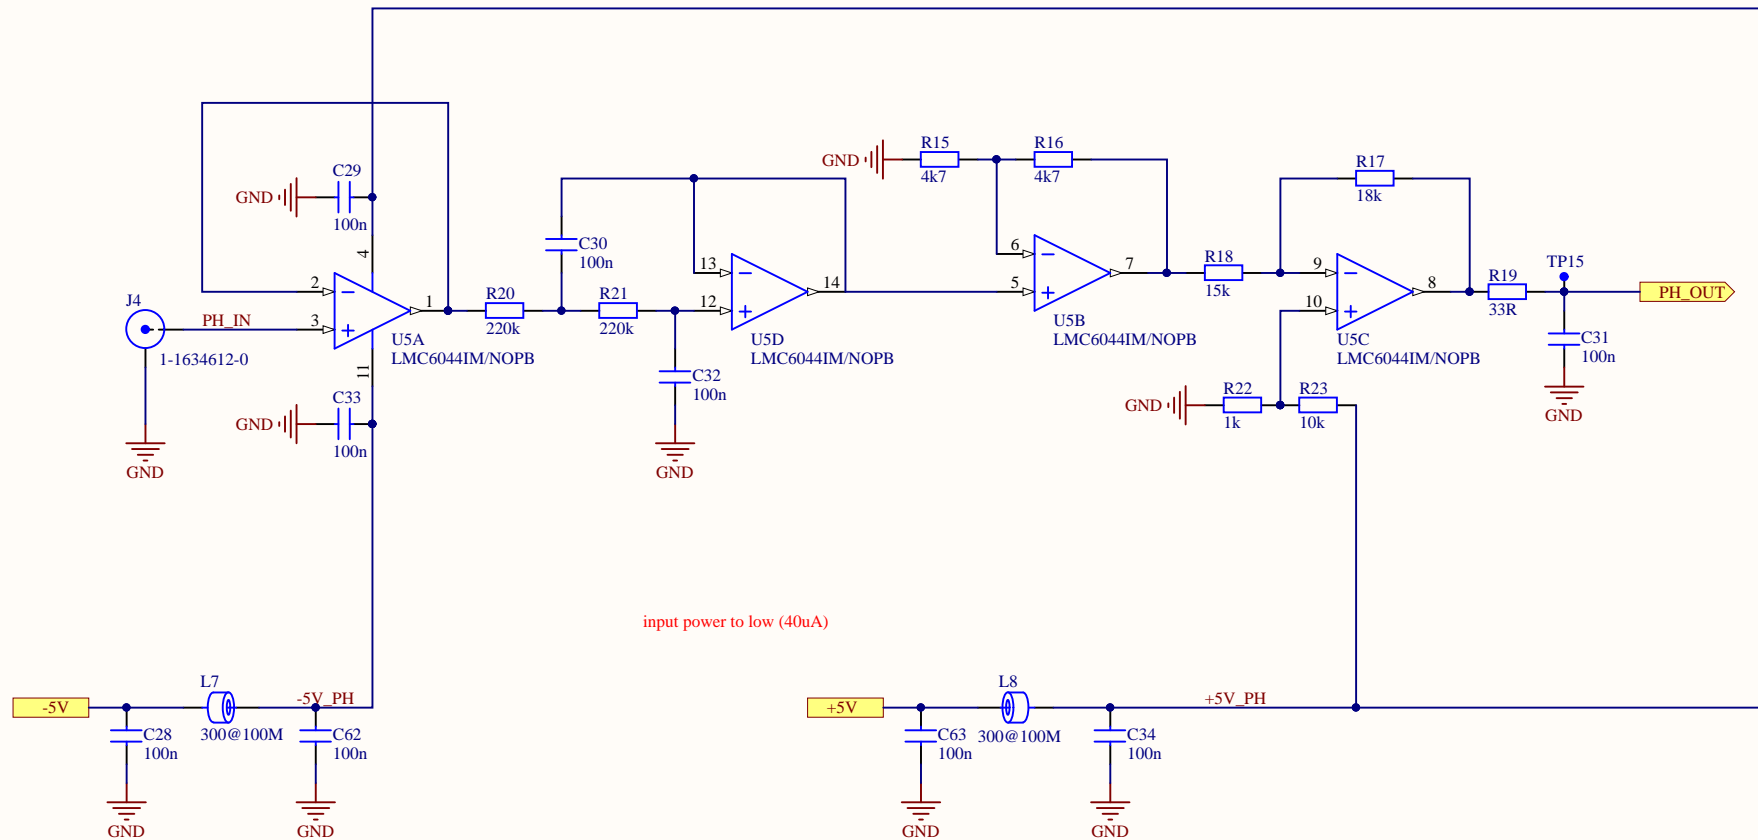 C29
GND
100n
4
2
3
1
11
J4
PH_IN
1-1634612-0
U5A
LMC6044IM/NOPB
GND
C33
GND
100n
R20
220k
C30
100n
R21
220k
C32
100n
GND
13
12
14
U5D
LMC6044IM/NOPB
GND
R15
4k7
R16
4k7
6
5
7
U5B
LMC6044IM/NOPB
R18
15k
R17
18k
9
10
8
U5C
LMC6044IM/NOPB
R19
33R
TP15
PH_OUT
C31
100n
GND
GND
R22
1k
R23
10k
input power to low (40uA)
-5V
L7
300@100M
-5V_PH
C28
100n
GND
C62
100n
GND
+5V
L8
300@100M
+5V_PH
C63
100n
GND
C34
100n
GND